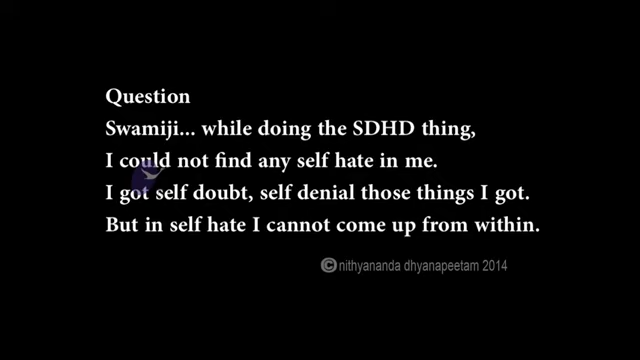 Question
Swamiji... while doing the SDHD thing,
I could not find any self hate in me.
I got self doubt, self denial those things I got.
But in self hate I cannot come up from within.
© nithyananda dhyanapeetam 2014